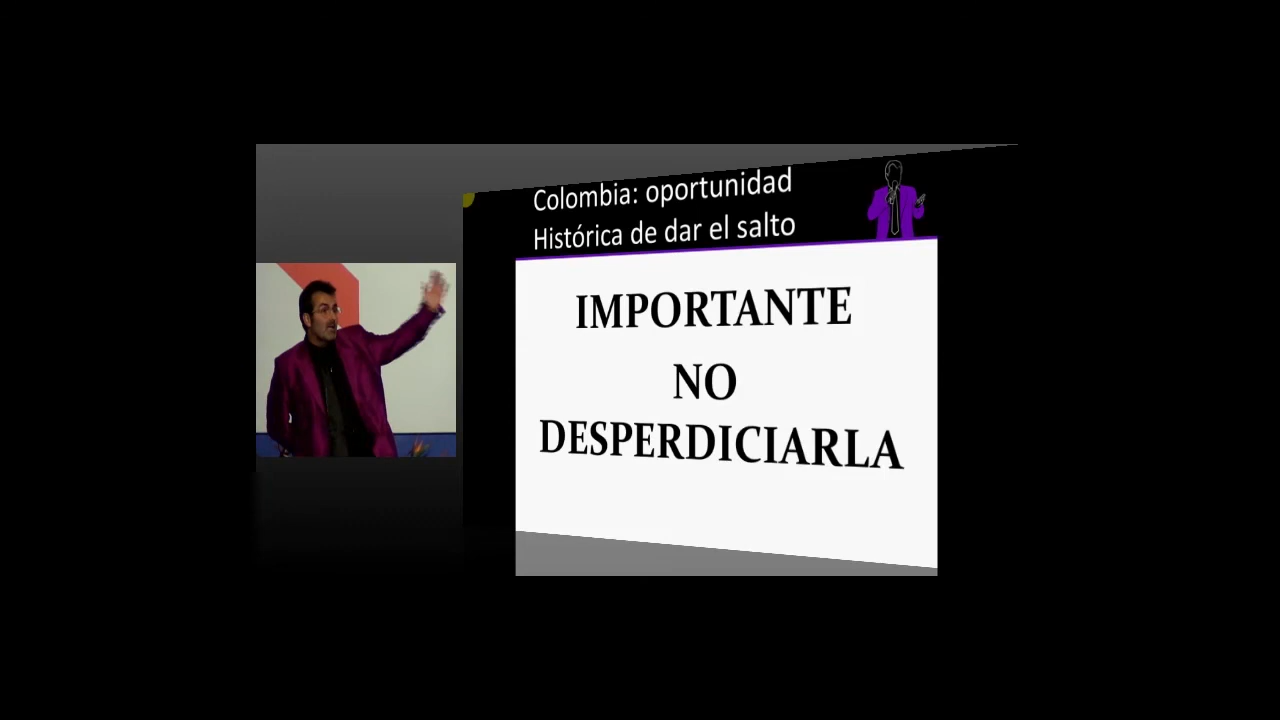 Colombia: oportunidad
Histórica de dar el salto
IMPORTANTE
NO
DESPERDICIARLA